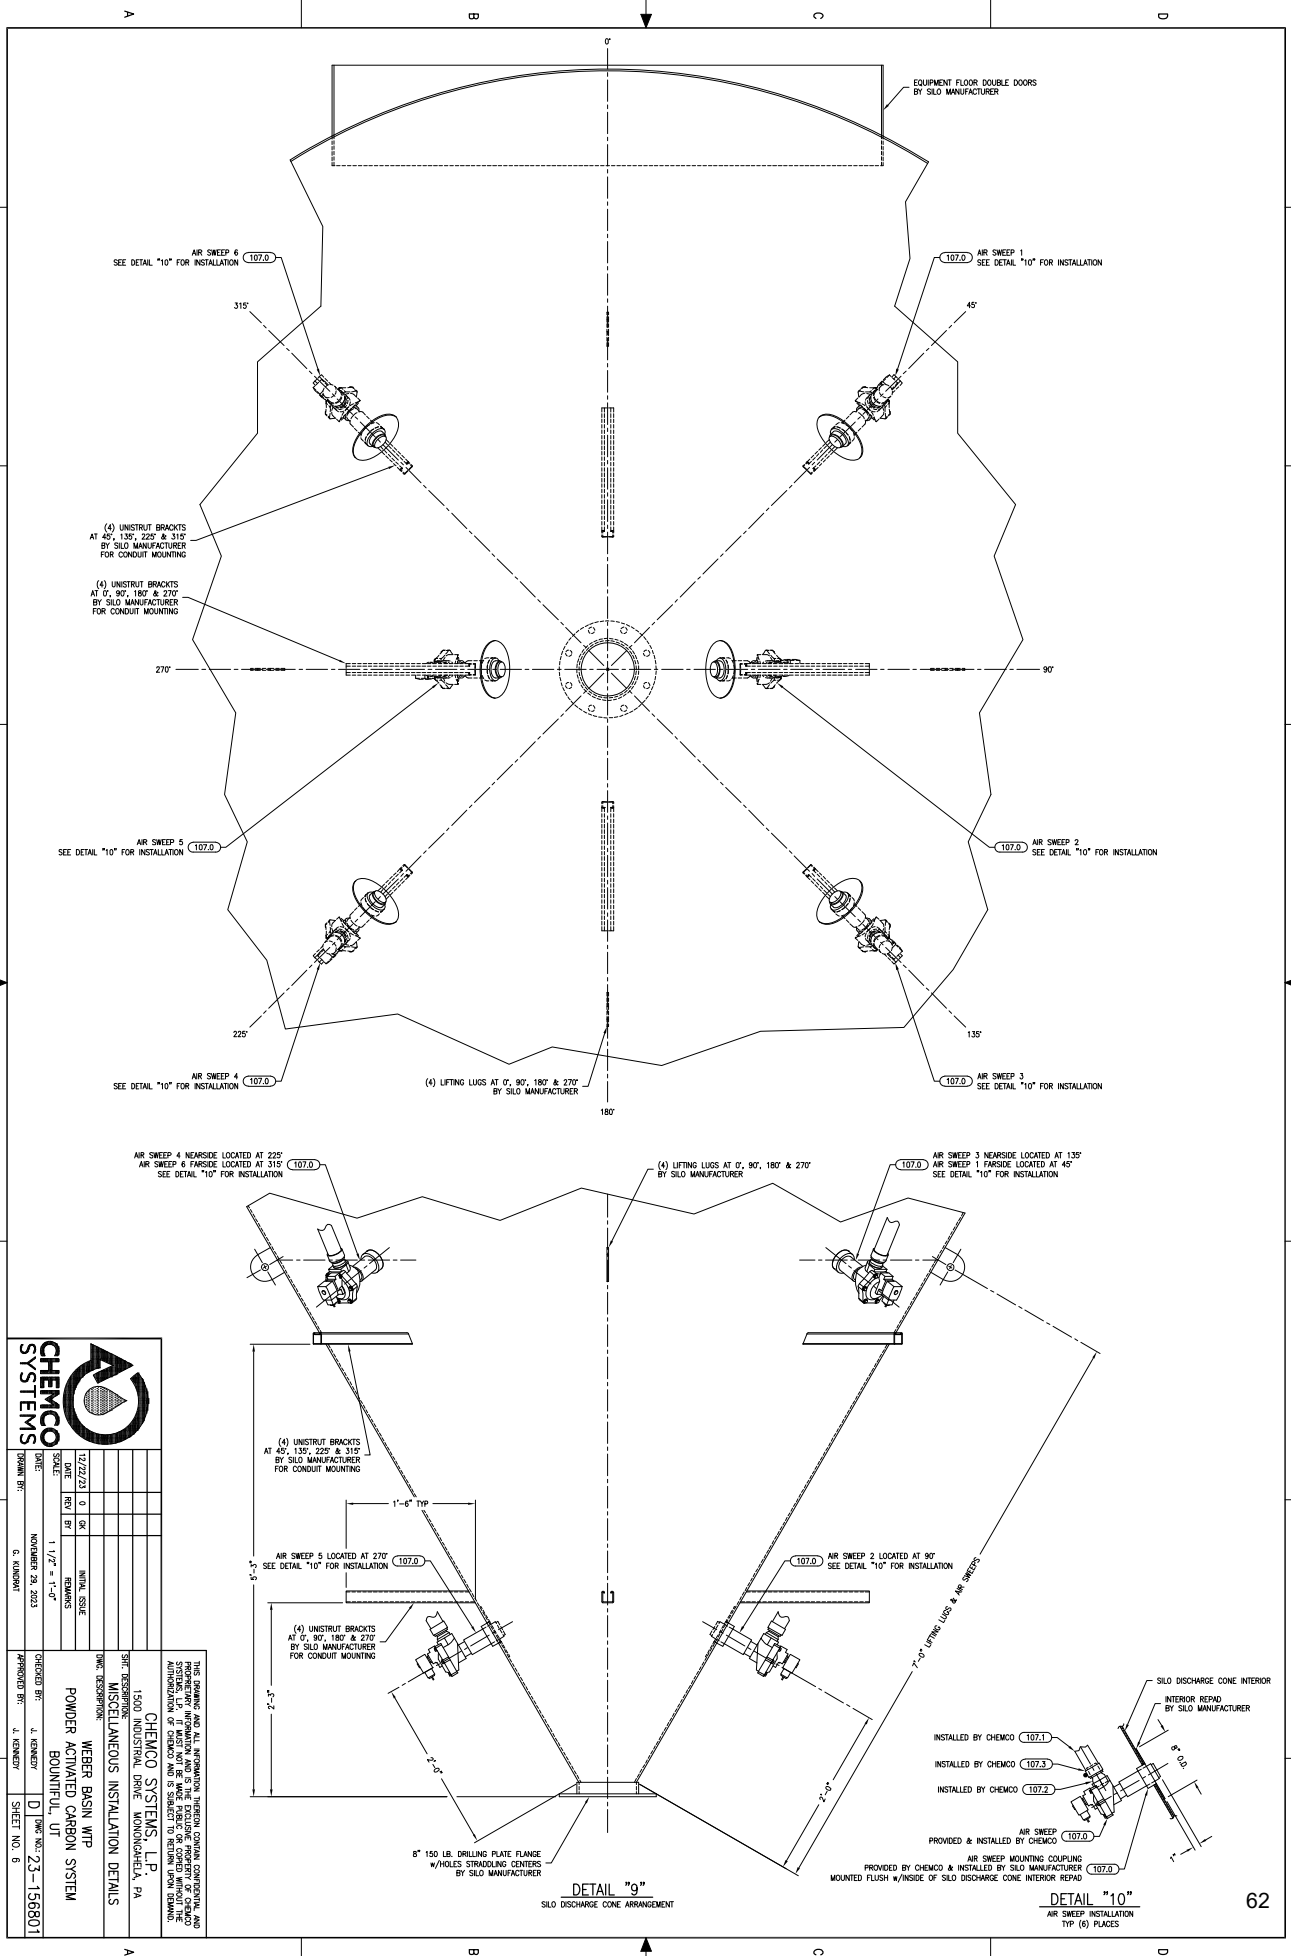 A
B
C
D
0°
EQUIPMENT FLOOR DOUBLE DOORS
BY SILO MANUFACTURER
AIR SWEEP 6
SEE DETAIL "10" FOR INSTALLATION
107.0
107.0
AIR SWEEP 1
SEE DETAIL "10" FOR INSTALLATION
315°
45°
(4) UNISTRUT BRACKTS
AT 45°, 135°, 225° & 315°
BY SILO MANUFACTURER
FOR CONDUIT MOUNTING
(4) UNISTRUT BRACKTS
AT 0°, 90°, 180° & 270°
BY SILO MANUFACTURER
FOR CONDUIT MOUNTING
270°
90°
AIR SWEEP 5
SEE DETAIL "10" FOR INSTALLATION
107.0
107.0
AIR SWEEP 2
SEE DETAIL "10" FOR INSTALLATION
225°
135°
AIR SWEEP 4
SEE DETAIL "10" FOR INSTALLATION
107.0
(4) LIFTING LUGS AT 0°, 90°, 180° & 270°
BY SILO MANUFACTURER
107.0
AIR SWEEP 3
SEE DETAIL "10" FOR INSTALLATION
180°
AIR SWEEP 4 NEARSIDE LOCATED AT 225°
AIR SWEEP 6 FARSIDE LOCATED AT 315°
SEE DETAIL "10" FOR INSTALLATION
107.0
(4) LIFTING LUGS AT 0°, 90°, 180° & 270°
BY SILO MANUFACTURER
107.0
AIR SWEEP 3 NEARSIDE LOCATED AT 135°
AIR SWEEP 1 FARSIDE LOCATED AT 45°
SEE DETAIL "10" FOR INSTALLATION
(4) UNISTRUT BRACKTS
AT 45°, 135°, 225° & 315°
BY SILO MANUFACTURER
FOR CONDUIT MOUNTING
1'-6" TYP
AIR SWEEP 5 LOCATED AT 270°
SEE DETAIL "10" FOR INSTALLATION
107.0
107.0
AIR SWEEP 2 LOCATED AT 90°
SEE DETAIL "10" FOR INSTALLATION
7'-0" LIFTING LUGS & AIR SWEEPS
(4) UNISTRUT BRACKTS
AT 0°, 90°, 180° & 270°
BY SILO MANUFACTURER
FOR CONDUIT MOUNTING
2'-3"
2'-0"
2'-0"
8" 150 LB. DRILLING PLATE FLANGE
w/HOLES STRADDLING CENTERS
BY SILO MANUFACTURER
DETAIL "9"
SILO DISCHARGE CONE ARRANGEMENT
SILO DISCHARGE CONE INTERIOR
INTERIOR REPAD
BY SILO MANUFACTURER
INSTALLED BY CHEMCO 107.1
INSTALLED BY CHEMCO 107.3
INSTALLED BY CHEMCO 107.2
8" O.D.
1"
AIR SWEEP
PROVIDED & INSTALLED BY CHEMCO
107.0
AIR SWEEP MOUNTING COUPLING
PROVIDED BY CHEMCO & INSTALLED BY SILO MANUFACTURER
MOUNTED FLUSH w/INSIDE OF SILO DISCHARGE CONE INTERIOR REPAD
107.0
DETAIL "10"
AIR SWEEP INSTALLATION
TYP (6) PLACES
62
CHEMCO
SYSTEMS
12/22/23 0 GK INITIAL ISSUE
DATE REV BY REMARKS
SCALE: 1 1/2" = 1'-0"
DATE: NOVEMBER 29, 2023
DRAWN BY: G. KUNDRAT
THIS DRAWING AND ALL INFORMATION THEREON CONTAIN CONFIDENTIAL AND
PROPRIETARY INFORMATION AND IS THE EXCLUSIVE PROPERTY OF CHEMCO
SYSTEMS, L.P. IT MUST NOT BE MADE PUBLIC OR COPIED WITHOUT THE
AUTHORIZATION OF CHEMCO AND IS SUBJECT TO RETURN UPON DEMAND.
CHEMCO SYSTEMS, L.P.
1500 INDUSTRIAL DRIVE MONONGAHELA, PA
SHT. DESCRIPTION:
MISCELLANEOUS INSTALLATION DETAILS
DWG. DESCRIPTION:
WEBER BASIN WTP
POWDER ACTIVATED CARBON SYSTEM
BOUNTIFUL, UT
CHECKED BY: J. KENNEDY
APPROVED BY: J. KENNEDY
D DWG NO.: 23-156801
SHEET NO. 6
A
B
C
D